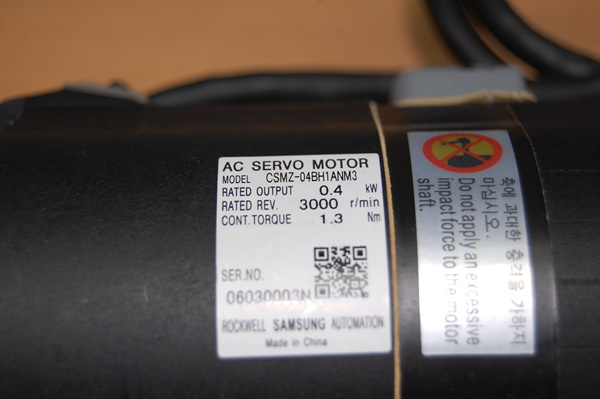 AC SERVO MOTOR
MODEL CSMZ-04BH1ANM3
RATED OUTPUT 0.4 kW
RATED REV. 3000 r/min
CONT. TORQUE 1.3 Nm
SER.NO.
06030003N
ROCKWELL SAMSUNG AUTOMATION
Made in China
축에 과대한 충격을 가하지
마십시오.
Do not apply an excessive
impact force to the motor
shaft.